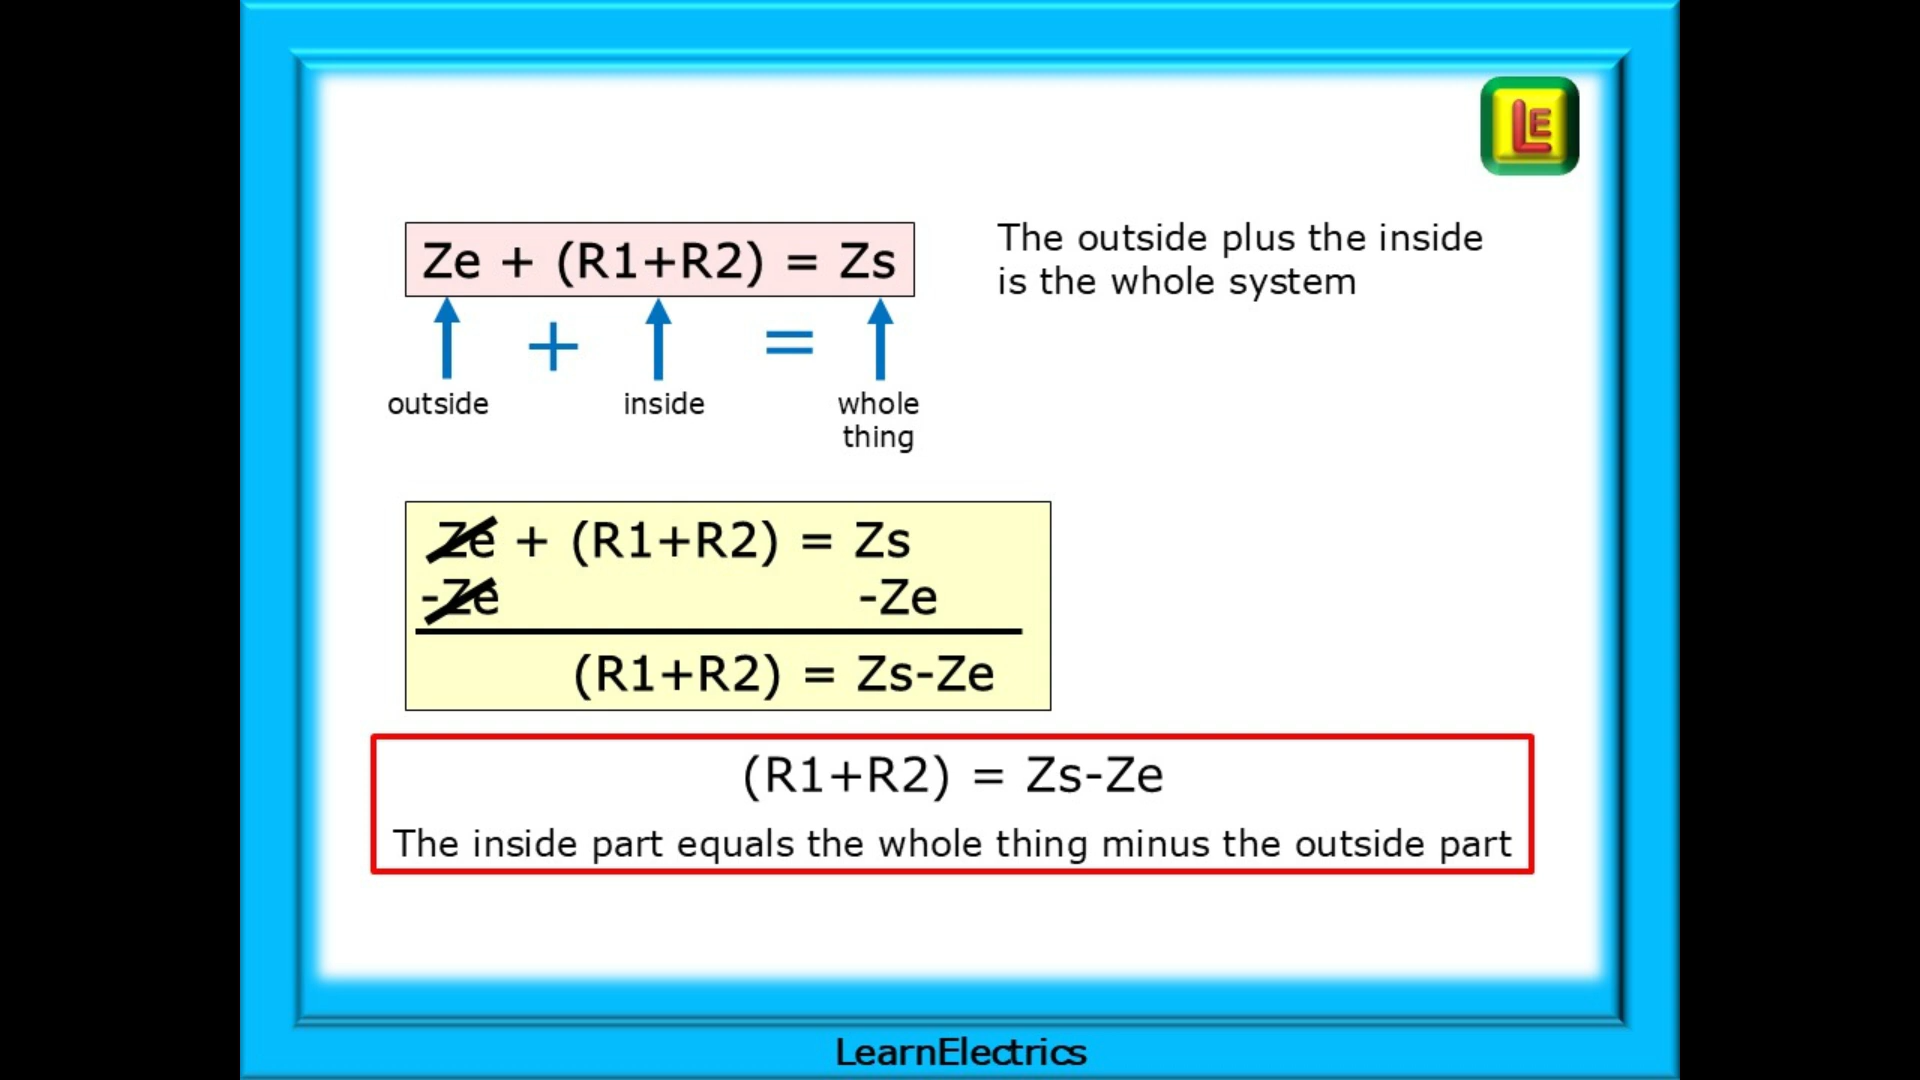 LE
Ze + (R1+R2) = Zs
The outside plus the inside
is the whole system
+ =
outside inside whole
thing
Ze + (R1+R2) = Zs
-Ze -Ze
(R1+R2) = Zs-Ze
(R1+R2) = Zs-Ze
The inside part equals the whole thing minus the outside part
LearnElectrics